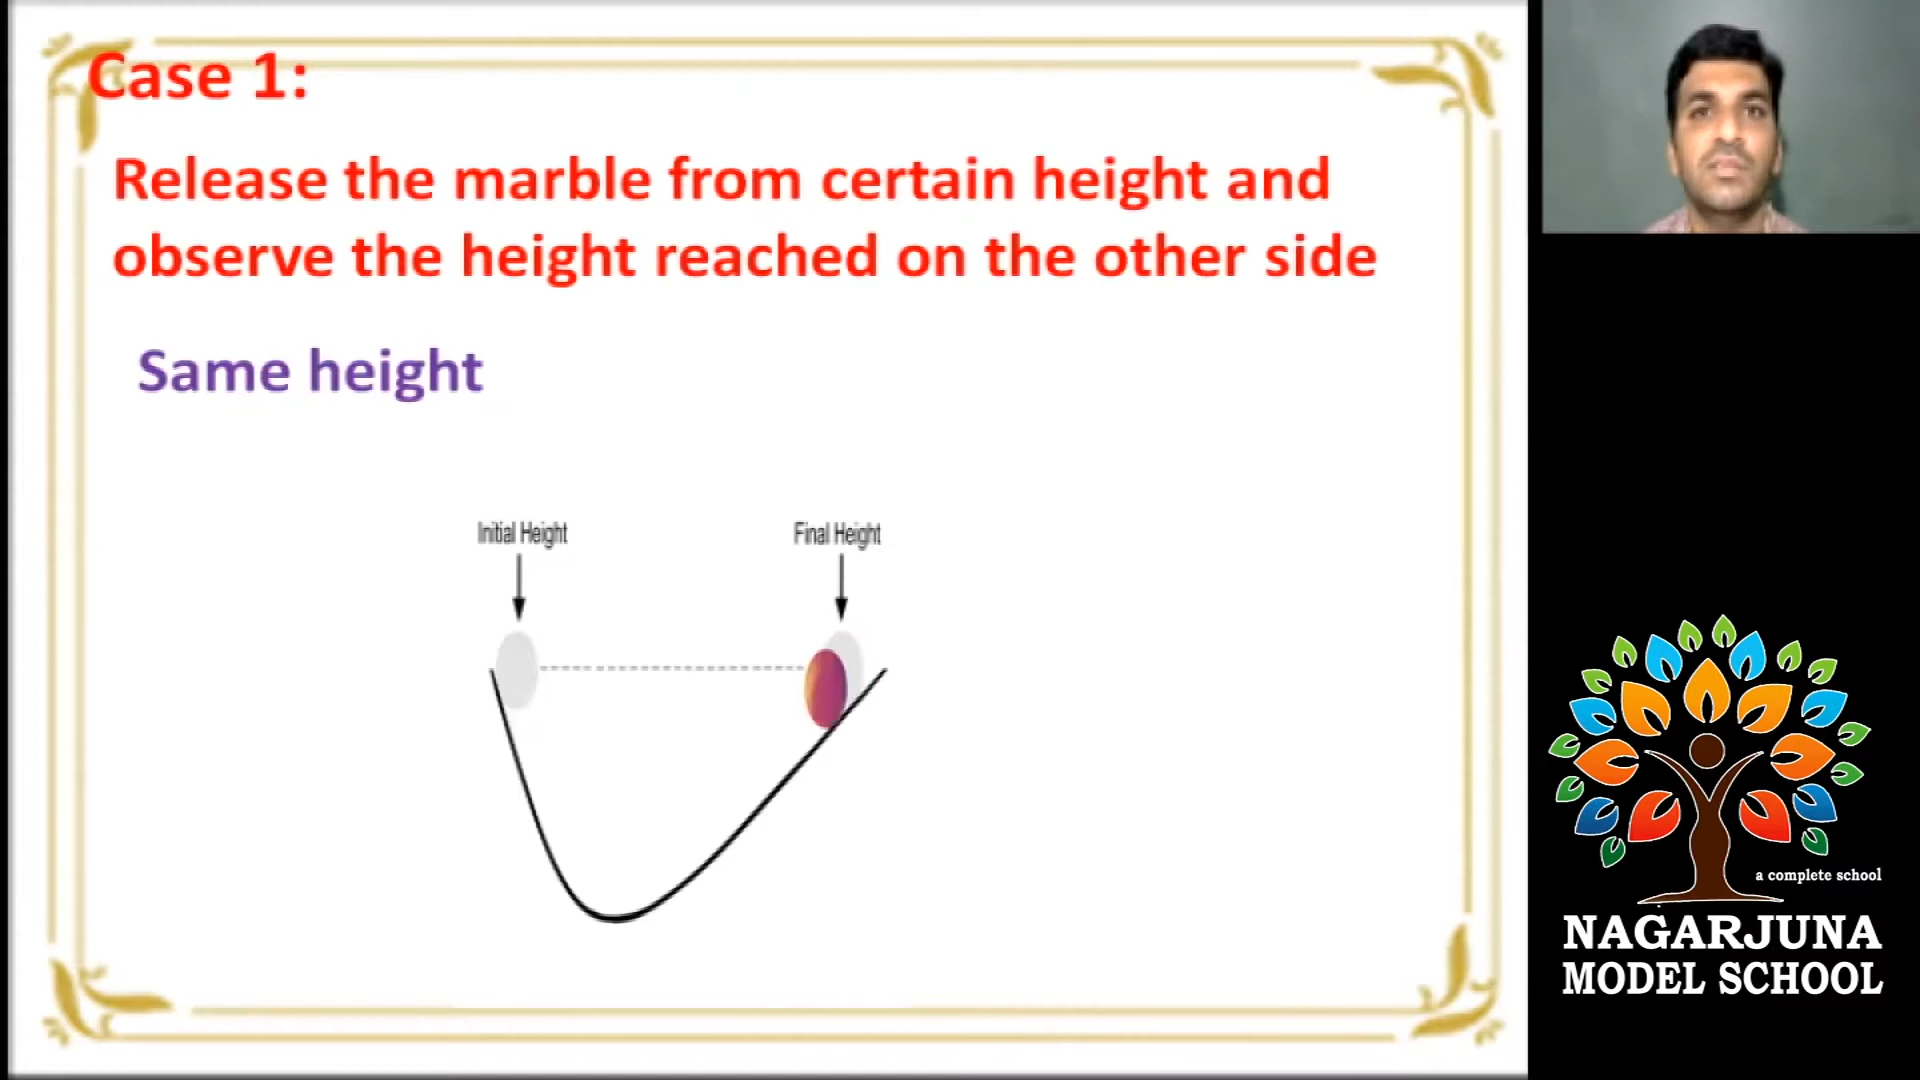 Case 1:
Release the marble from certain height and
observe the height reached on the other side
Same height
Initial Height
Final Height
a complete school
NAGARJUNA
MODEL SCHOOL